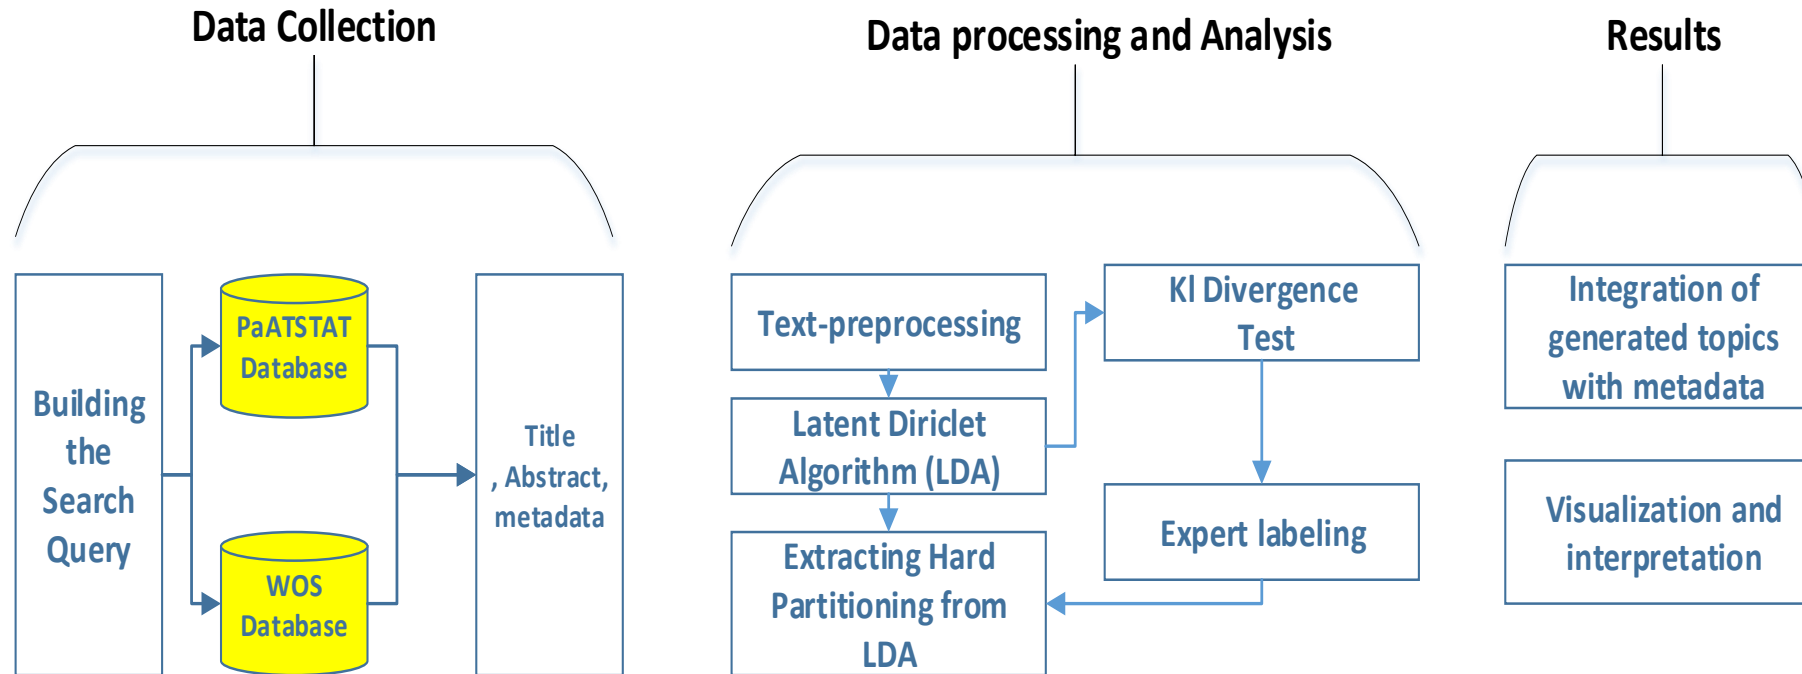 Data Collection
Data processing and Analysis
Results
Building
the
Search
Query
PaATSTAT
Database
WOS
Database
Title
, Abstract,
metadata
Text-preprocessing
Latent Diriclet
Algorithm (LDA)
Extracting Hard
Partitioning from
LDA
Kl Divergence
Test
Expert labeling
Integration of
generated topics
with metadata
Visualization and
interpretation